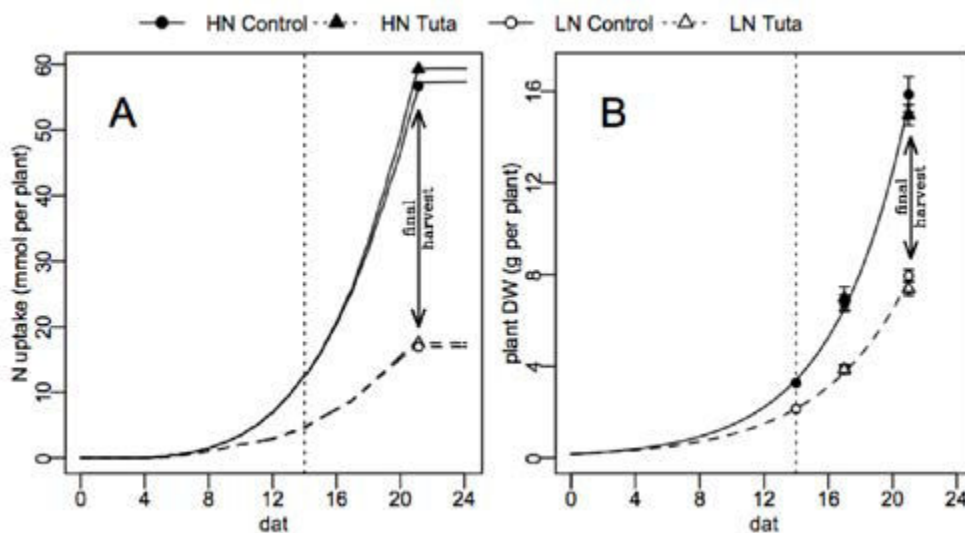 HN Control HN Tuta LN Control LN Tuta
A
N uptake (mmol per plant)
0 10 20 30 40 50 60
final
harvest
0 4 8 12 16 20 24
dat
B
plant DW (g per plant)
0 4 8 12 16
final
harvest
0 4 8 12 16 20 24
dat